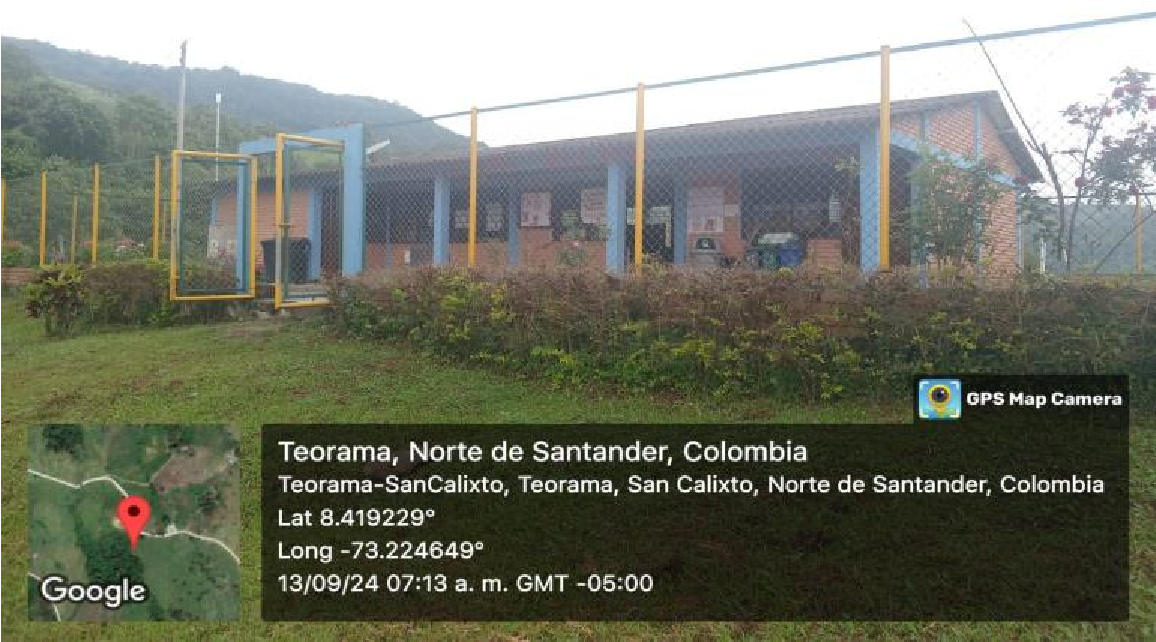 GPS Map Camera
Teorama, Norte de Santander, Colombia
Teorama-SanCalixto, Teorama, San Calixto, Norte de Santander, Colombia
Lat 8.419229°
Long -73.224649°
13/09/24 07:13 a. m. GMT -05:00
Google